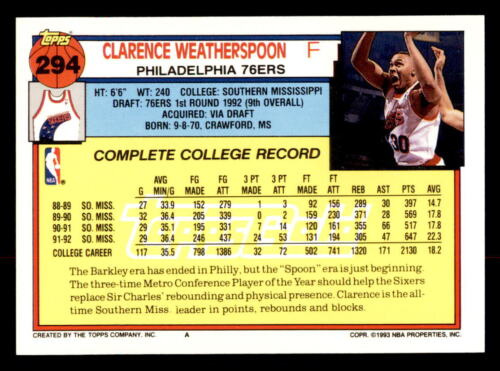 Topps
294
CLARENCE WEATHERSPOON F
PHILADELPHIA 76ERS
HT: 6'6" WT: 240 COLLEGE: SOUTHERN MISSISSIPPI
DRAFT: 76ERS 1st ROUND 1992 (9th OVERALL)
ACQUIRED: VIA DRAFT
BORN: 9-8-70, CRAWFORD, MS
NBA
COMPLETE COLLEGE RECORD
G AVG MIN/G FG MADE FG ATT 3 PT MADE 3 PT ATT FT MADE FT ATT REB AST PTS AVG
88-89 SO. MISS. 27 33.9 152 279 1 3 92 156 289 30 397 14.7
89-90 SO. MISS. 32 36.4 205 339 0 2 159 230 371 28 569 17.8
90-91 SO. MISS. 29 35.4 195 331 7 14 120 161 355 66 517 17.8
91-92 SO. MISS. 29 36.4 246 437 24 53 131 194 305 47 647 22.3
COLLEGE CAREER 117 35.5 798 1386 32 72 502 741 1320 171 2130 18.2
The Barkley era has ended in Philly, but the "Spoon" era is just beginning.
The three-time Metro Conference Player of the Year should help the Sixers
replace Sir Charles' rebounding and physical presence. Clarence is the all-
time Southern Miss. leader in points, rebounds and blocks.
CREATED BY THE TOPPS COMPANY, INC. A COPR. ©1993 NBA PROPERTIES, INC.